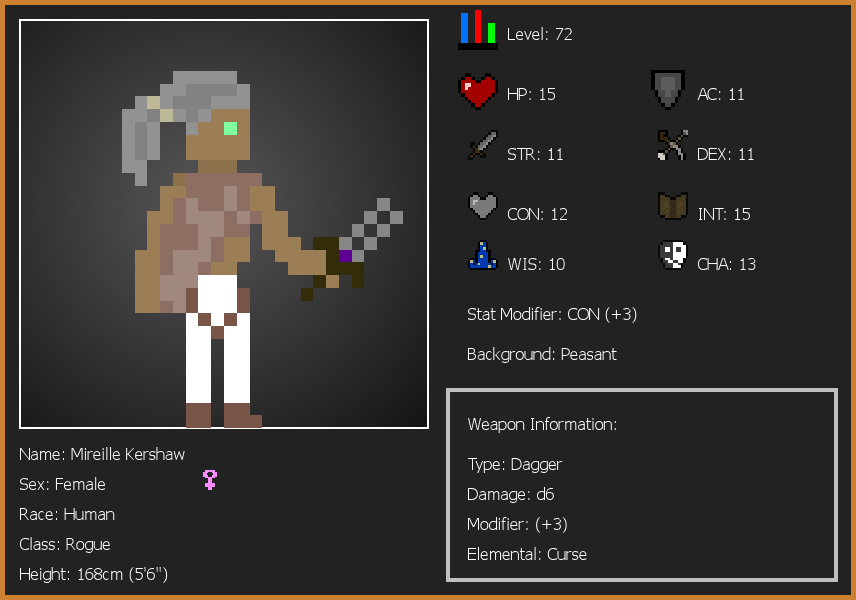 Level: 72
HP: 15
AC: 11
STR: 11
DEX: 11
CON: 12
INT: 15
WIS: 10
CHA: 13
Stat Modifier: CON (+3)
Background: Peasant
Weapon Information:
Type: Dagger
Damage: d6
Modifier: (+3)
Elemental: Curse
Name: Mireille Kershaw
Sex: Female
Race: Human
Class: Rogue
Height: 168cm (5'6")